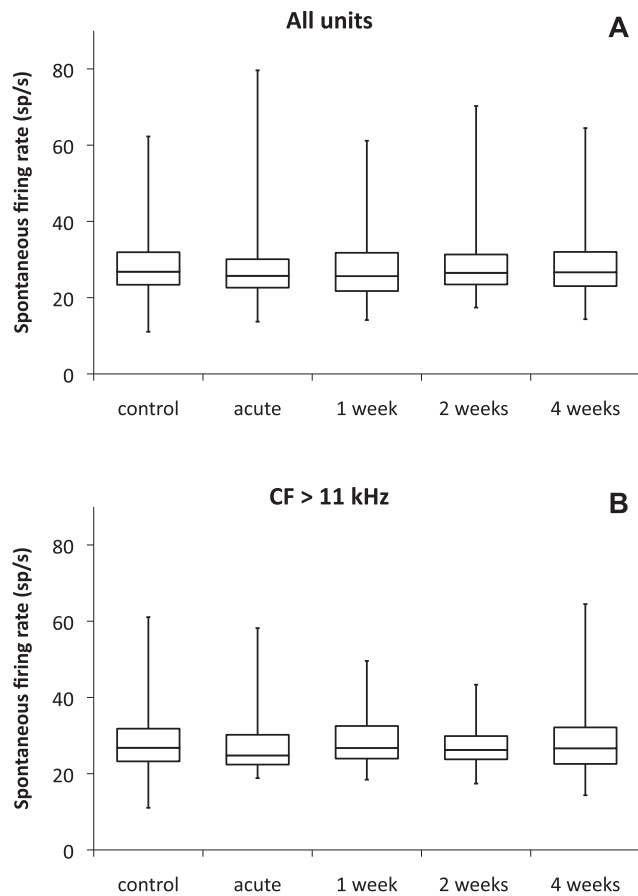 All units
A
Spontaneous firing rate (sp/s)
80
60
40
20
0
control acute 1 week 2 weeks 4 weeks
CF > 11 kHz
B
Spontaneous firing rate (sp/s)
80
60
40
20
0
control acute 1 week 2 weeks 4 weeks